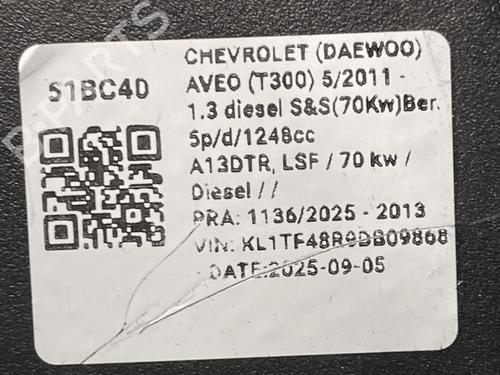 51BC40
CHEVROLET (DAEWOO)
AVEO (T300) 5/2011 -
1.3 diesel S&S(70Kw)Ber.
5p/d/1248cc
A13DTR, LSF / 70 kw /
Diesel / /
PRA: 1136/2025 - 2013
VIN: KL1TF48R9DB09868
- DATE:2025-09-05